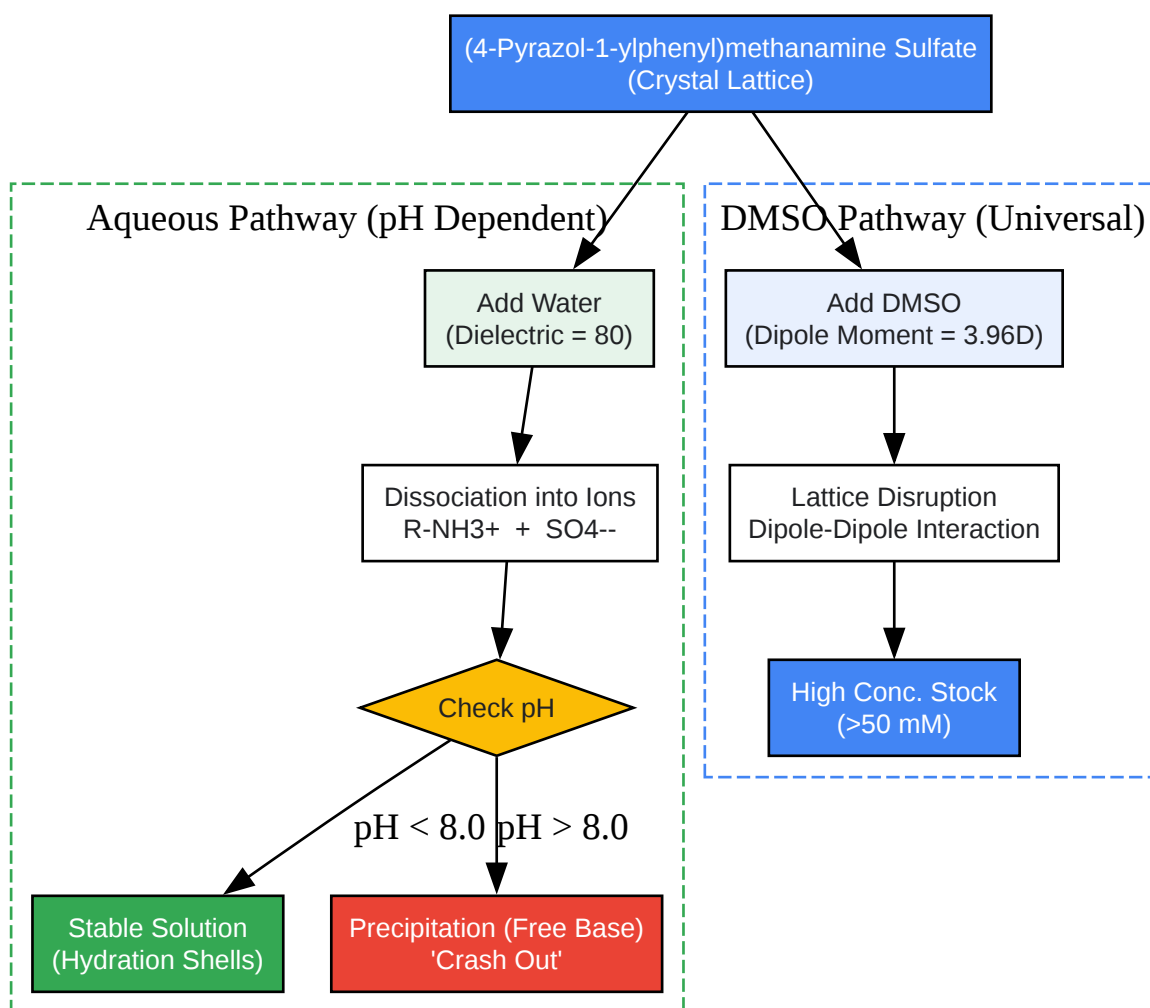 (4-Pyrazol-1-ylphenyl)methanamine Sulfate
(Crystal Lattice)
Aqueous Pathway (pH Dependent)
DMSO Pathway (Universal)
Add Water
(Dielectric = 80)
Add DMSO
(Dipole Moment = 3.96D)
Dissociation into Ions
R-NH3+ + SO4--
Lattice Disruption
Dipole-Dipole Interaction
Check pH
High Conc. Stock
(>50 mM)
pH < 8.0
pH > 8.0
Stable Solution
(Hydration Shells)
Precipitation (Free Base)
'Crash Out'